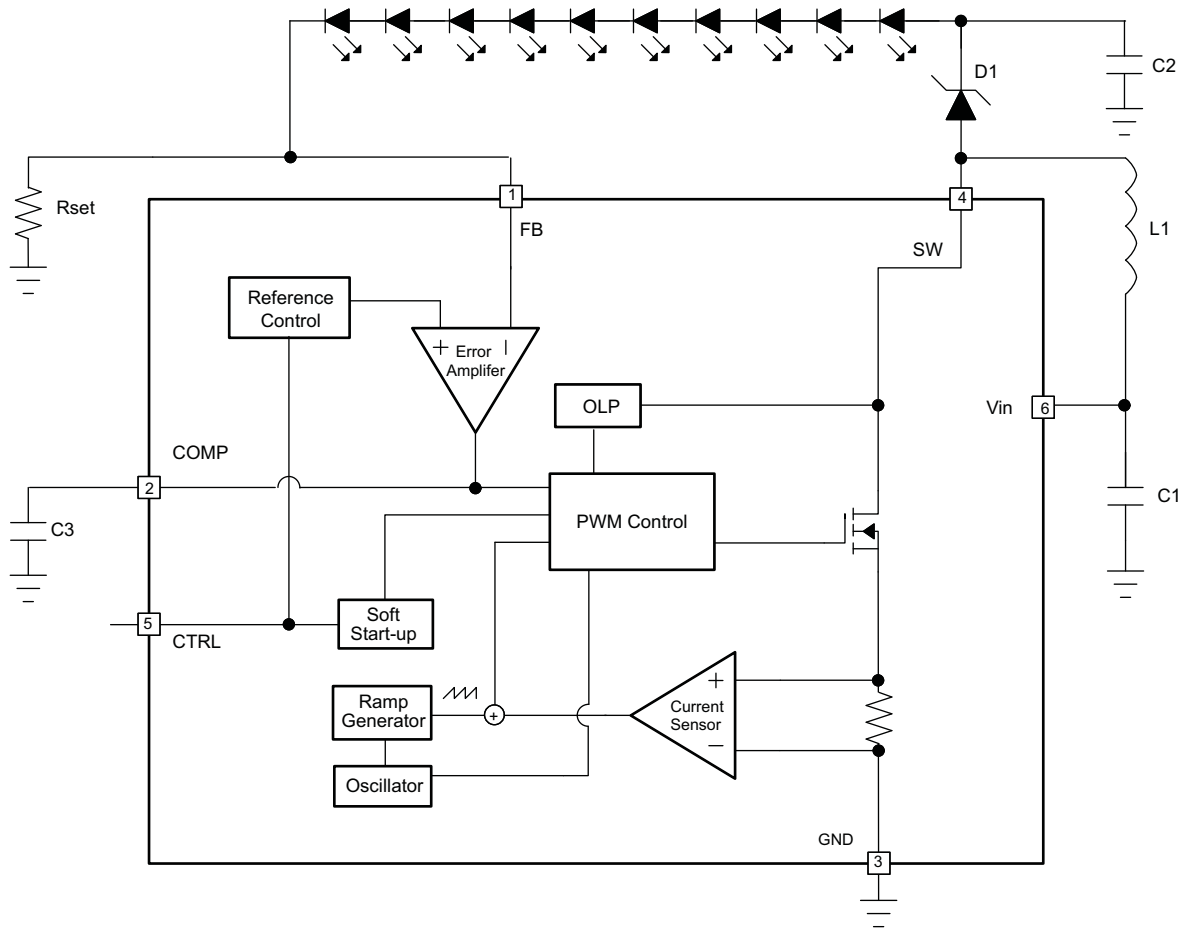 D1
C2
Rset
1
4
FB
SW
L1
Reference
Control
+
Error
Amplifer
OLP
Vin
6
COMP
2
PWM Control
C1
C3
5
CTRL
Soft
Start-up
Ramp
Generator
+
+
Current
Sensor
−
Oscillator
GND
3